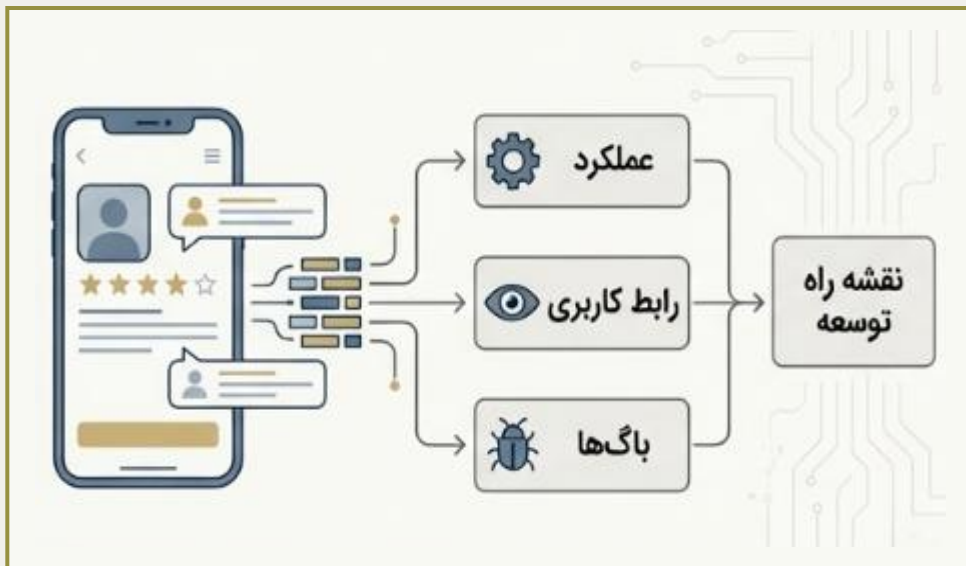 عملکرد
رابط کاربری
باگ‌ها
نقشه راه
توسعه